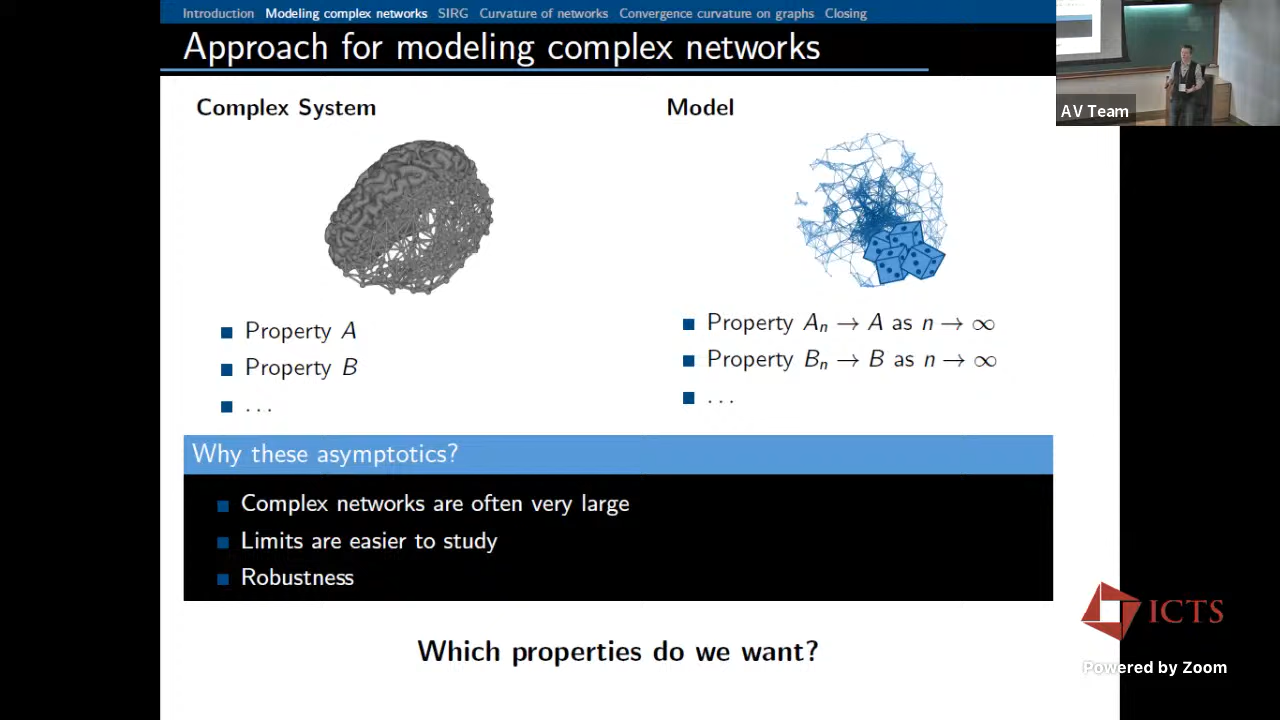 Introduction Modeling complex networks SIRG Curvature of networks Convergence curvature on graphs Closing
Approach for modeling complex networks
Complex System
Model
Property A
Property B
...
Property Aₙ → A as n → ∞
Property Bₙ → B as n → ∞
...
Why these asymptotics?
Complex networks are often very large
Limits are easier to study
Robustness
Which properties do we want?
AV Team
ICTS
Powered by Zoom